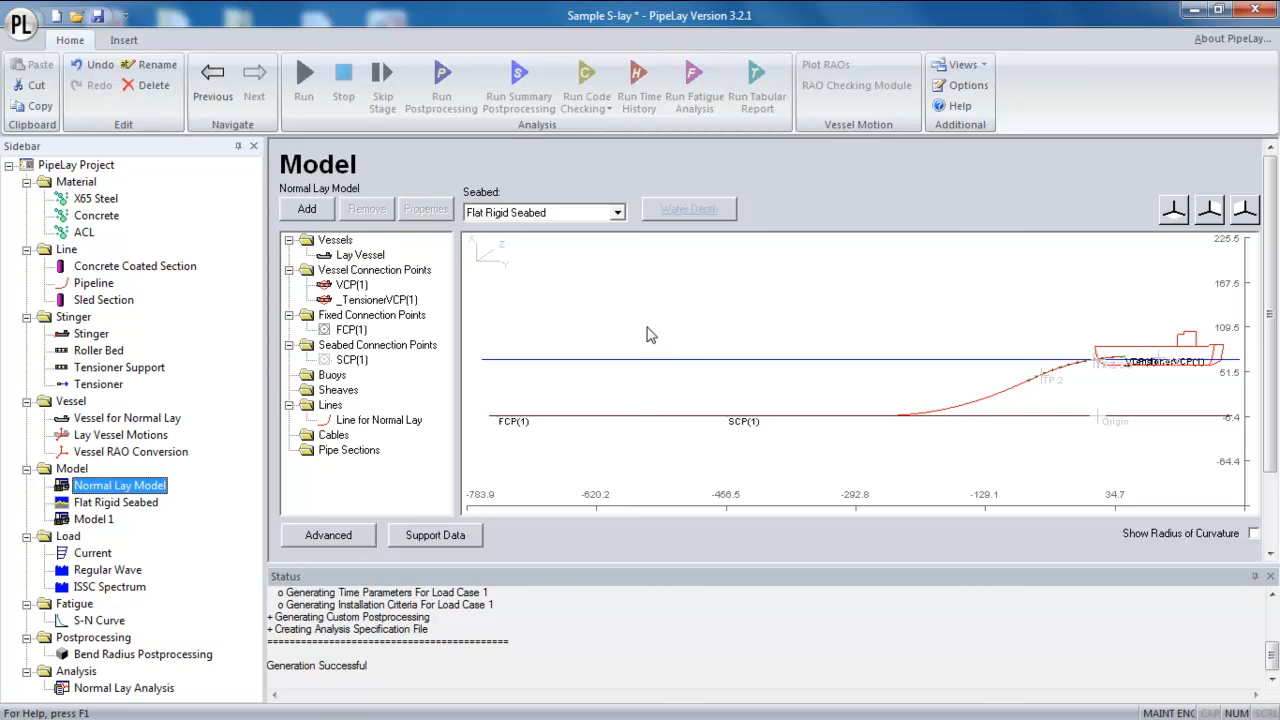 Sample S-lay * - PipeLay Version 3.2.1
PL
Home Insert About PipeLay...
Paste Undo Rename
Cut Redo Delete
Copy
Previous Next
Run Stop Skip Stage Run Postprocessing Run Summary Postprocessing Run Code Checking Run Time History Run Fatigue Analysis Run Tabular Report
Plot RAOs
RAO Checking Module
Views
Options
Help
Clipboard Edit Navigate Analysis Vessel Motion Additional
Sidebar
PipeLay Project
Material
X65 Steel
Concrete
ACL
Line
Concrete Coated Section
Pipeline
Sled Section
Stinger
Stinger
Roller Bed
Tensioner Support
Tensioner
Vessel
Vessel for Normal Lay
Lay Vessel Motions
Vessel RAO Conversion
Model
Normal Lay Model
Flat Rigid Seabed
Model 1
Load
Current
Regular Wave
ISSC Spectrum
Fatigue
S-N Curve
Postprocessing
Bend Radius Postprocessing
Analysis
Normal Lay Analysis
Model
Normal Lay Model Seabed:
Add Remove Properties Flat Rigid Seabed Water Depth
Vessels
Lay Vessel
Vessel Connection Points
VCP(1)
_TensionerVCP(1)
Fixed Connection Points
FCP(1)
Seabed Connection Points
SCP(1)
Buoys
Sheaves
Lines
Line for Normal Lay
Cables
Pipe Sections
X Z
Y
225.5
167.5
109.5
51.5
-6.4
-64.4
TP 2
FCP(1) SCP(1) Origin
-783.9 -620.2 -456.5 -292.8 -129.1 34.7
Advanced Support Data Show Radius of Curvature
Status
o Generating Time Parameters For Load Case 1
o Generating Installation Criteria For Load Case 1
+ Generating Custom Postprocessing
+ Creating Analysis Specification File
========================================
Generation Successful
For Help, press F1 MAINT ENG CAP NUM SCRL